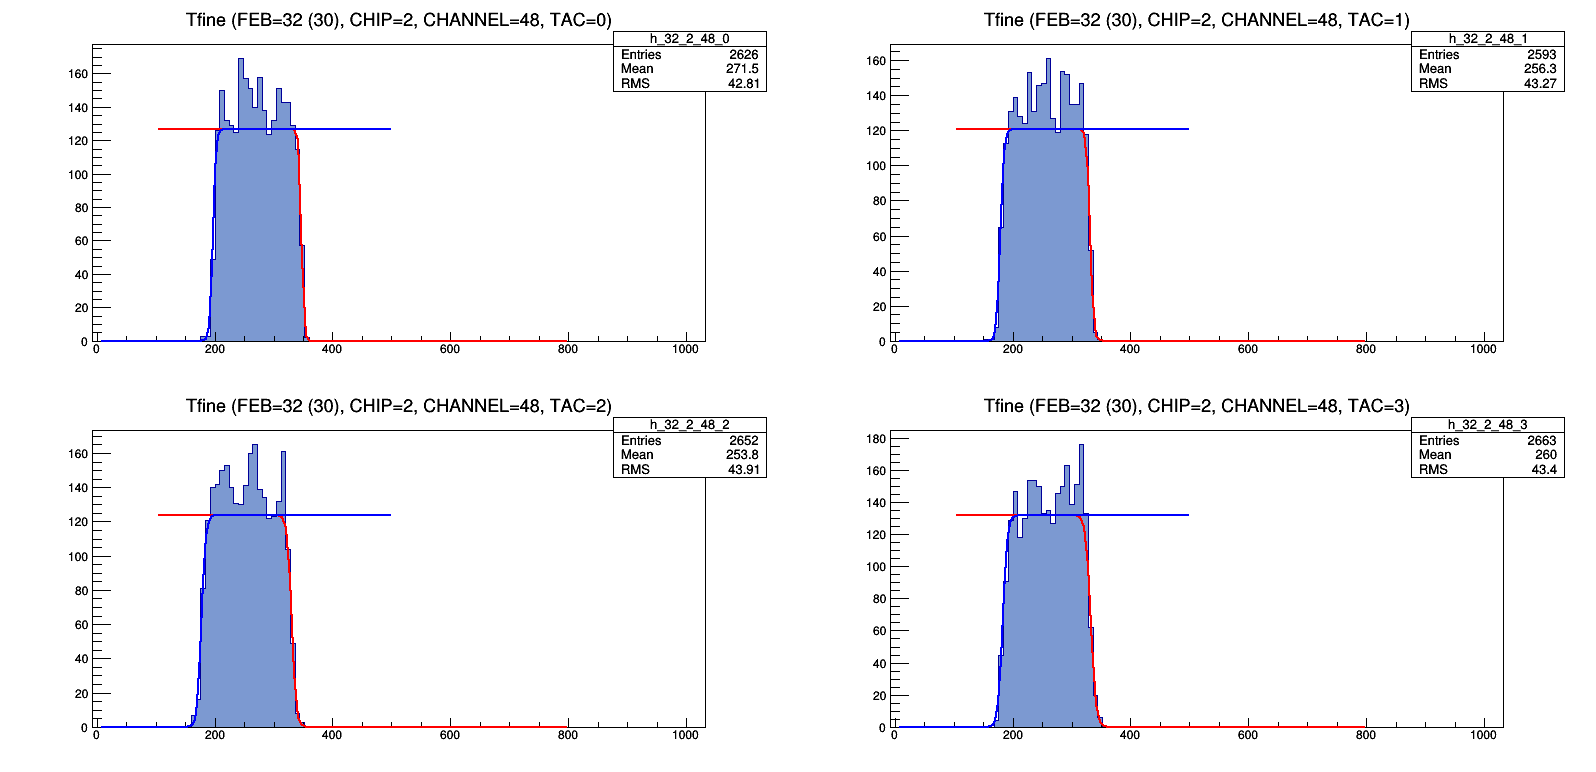 Tfine (FEB=32 (30), CHIP=2, CHANNEL=48, TAC=0)
h_32_2_48_0
Entries 2626
Mean 271.5
RMS 42.81
160
140
120
100
80
60
40
20
0
0 200 400 600 800 1000
Tfine (FEB=32 (30), CHIP=2, CHANNEL=48, TAC=1)
h_32_2_48_1
Entries 2593
Mean 256.3
RMS 43.27
160
140
120
100
80
60
40
20
0
0 200 400 600 800 1000
Tfine (FEB=32 (30), CHIP=2, CHANNEL=48, TAC=2)
h_32_2_48_2
Entries 2652
Mean 253.8
RMS 43.91
160
140
120
100
80
60
40
20
0
0 200 400 600 800 1000
Tfine (FEB=32 (30), CHIP=2, CHANNEL=48, TAC=3)
h_32_2_48_3
Entries 2663
Mean 260
RMS 43.4
180
160
140
120
100
80
60
40
20
0
0 200 400 600 800 1000